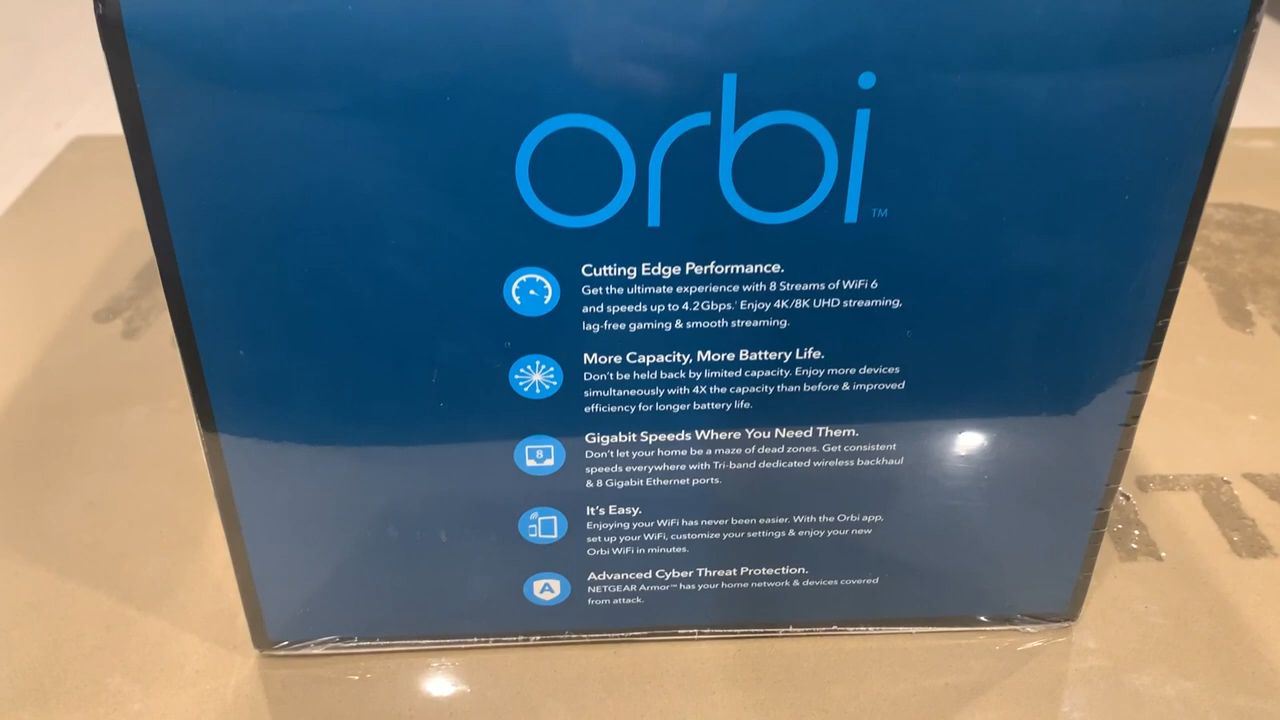 orbi™
Cutting Edge Performance.
Get the ultimate experience with 8 Streams of WiFi 6
and speeds up to 4.2Gbps.¹ Enjoy 4K/8K UHD streaming,
lag-free gaming & smooth streaming.
More Capacity, More Battery Life.
Don't be held back by limited capacity. Enjoy more devices
simultaneously with 4X the capacity than before & improved
efficiency for longer battery life.
8
Gigabit Speeds Where You Need Them.
Don't let your home be a maze of dead zones. Get consistent
speeds everywhere with Tri-band dedicated wireless backhaul
& 8 Gigabit Ethernet ports.
It's Easy.
Enjoying your WiFi has never been easier. With the Orbi app,
set up your WiFi, customize your settings & enjoy your new
Orbi WiFi in minutes.
A
Advanced Cyber Threat Protection.
NETGEAR Armor™ has your home network & devices covered
from attack.